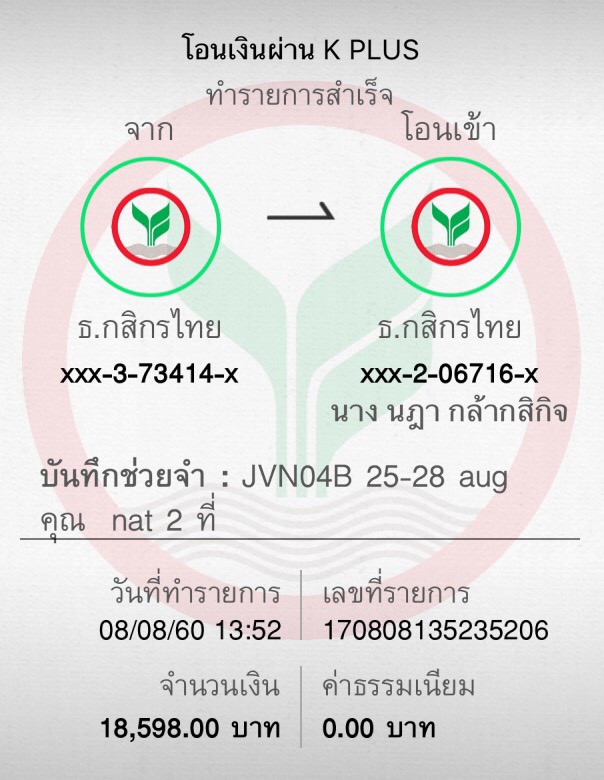 โอนเงินผ่าน K PLUS
ทำรายการสำเร็จ
จาก
โอนเข้า
ธ.กสิกรไทย
ธ.กสิกรไทย
xxx-3-73414-x
xxx-2-06716-x
นาง นฎา กล้ากสิกิจ
บันทึกช่วยจำ : JVN04B 25-28 aug
คุณ nat 2 ที่
วันที่ทำรายการ
เลขที่รายการ
08/08/60 13:52
170808135235206
จำนวนเงิน
ค่าธรรมเนียม
18,598.00 บาท
0.00 บาท